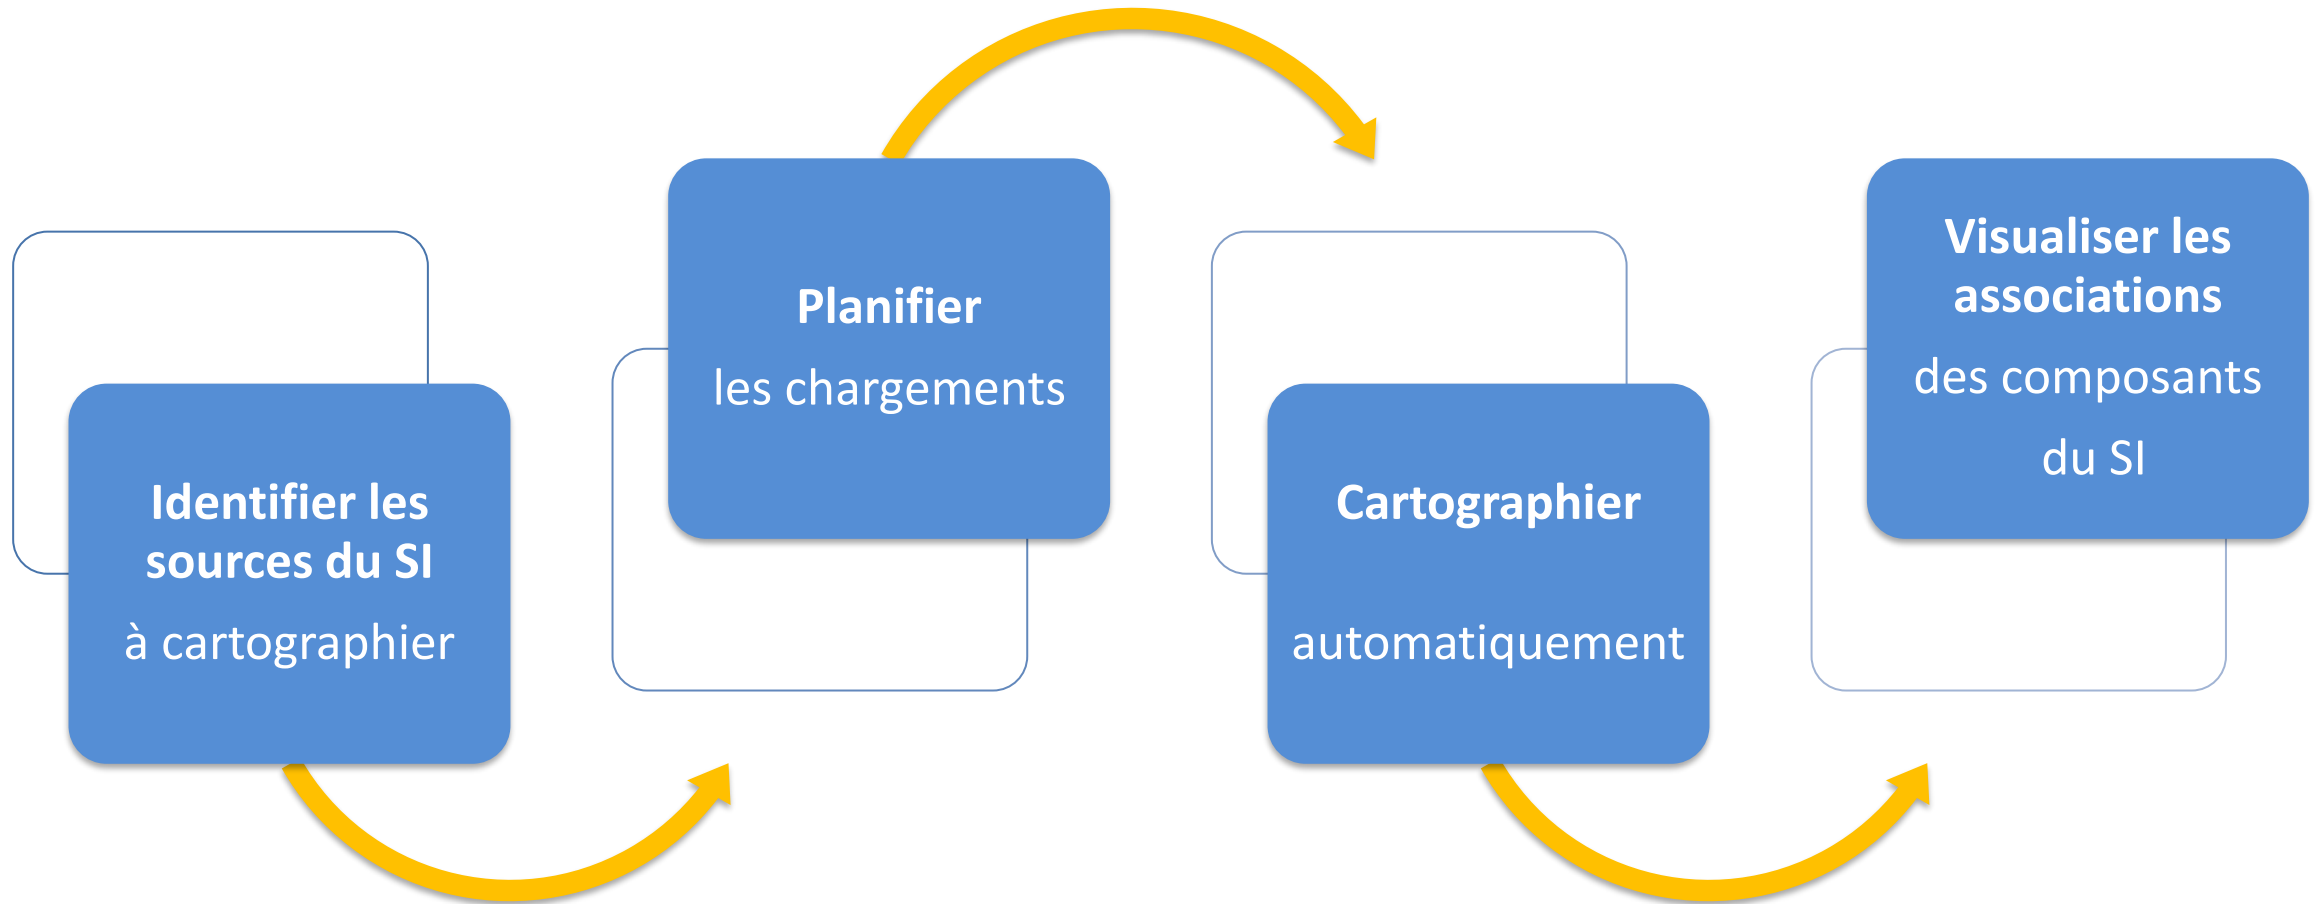 Identifier les
sources du SI
à cartographier
Planifier
les chargements
Cartographier
automatiquement
Visualiser les
associations
des composants
du SI